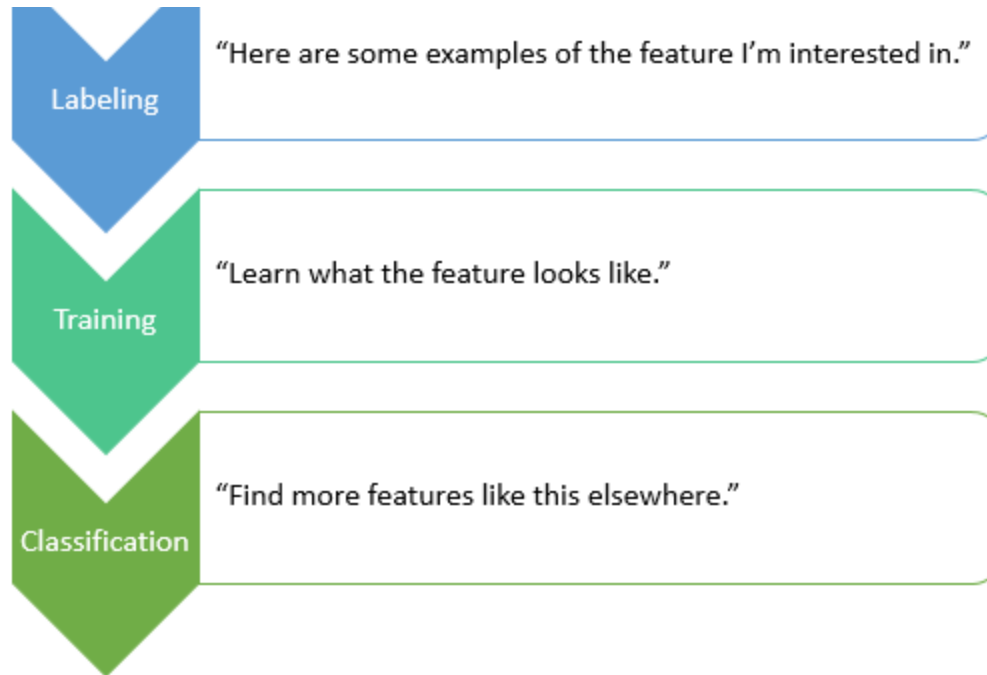 “Here are some examples of the feature I’m interested in.”
Labeling
“Learn what the feature looks like.”
Training
“Find more features like this elsewhere.”
Classification